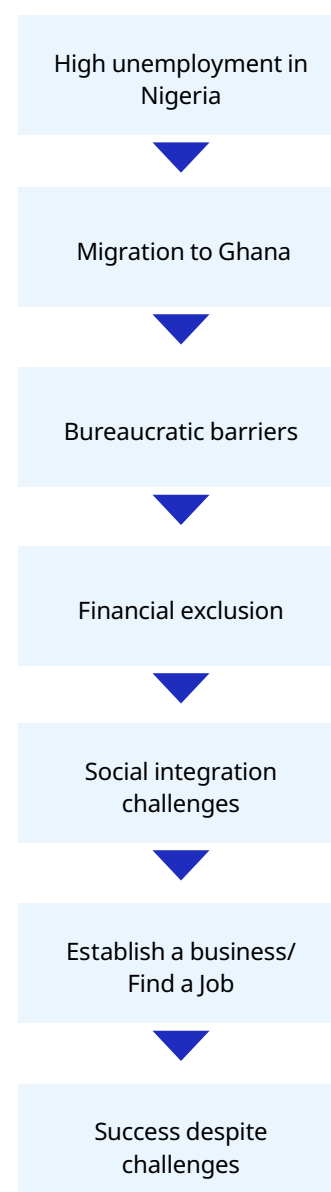 High unemployment in
Nigeria
Migration to Ghana
Bureaucratic barriers
Financial exclusion
Social integration
challenges
Establish a business/
Find a Job
Success despite
challenges